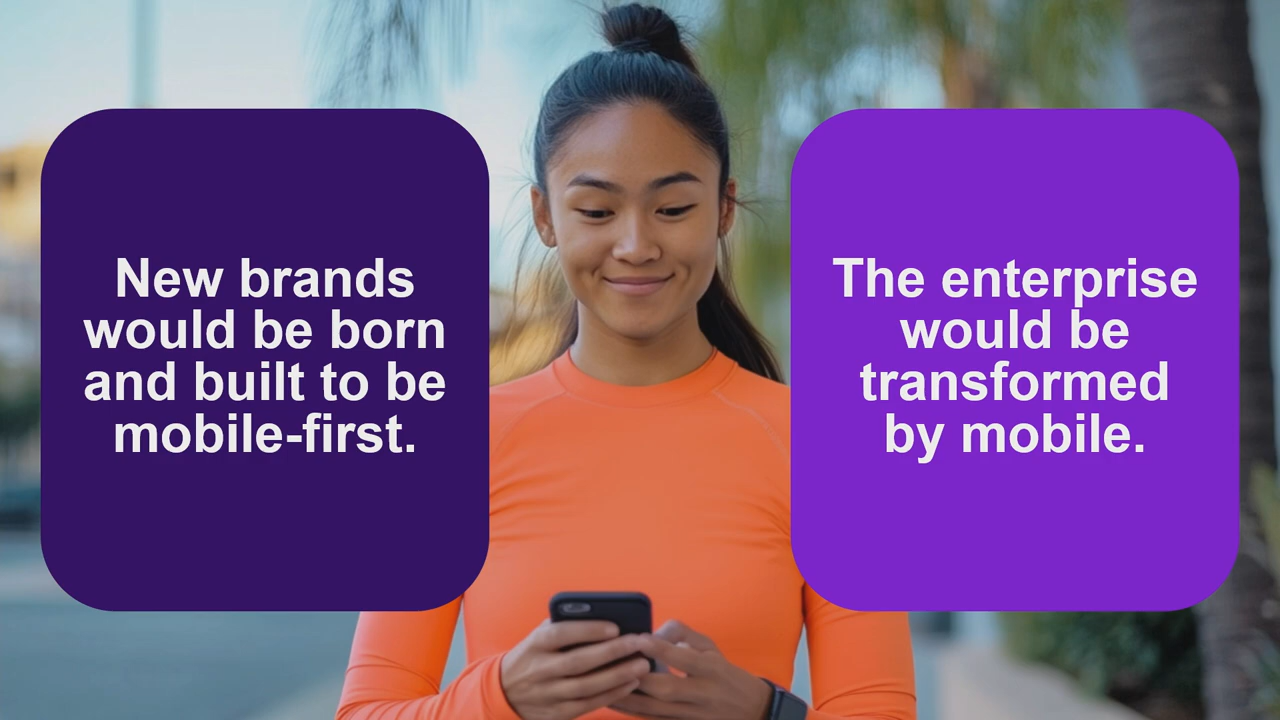 New brands
would be born
and built to be
mobile-first.
The enterprise
would be
transformed
by mobile.